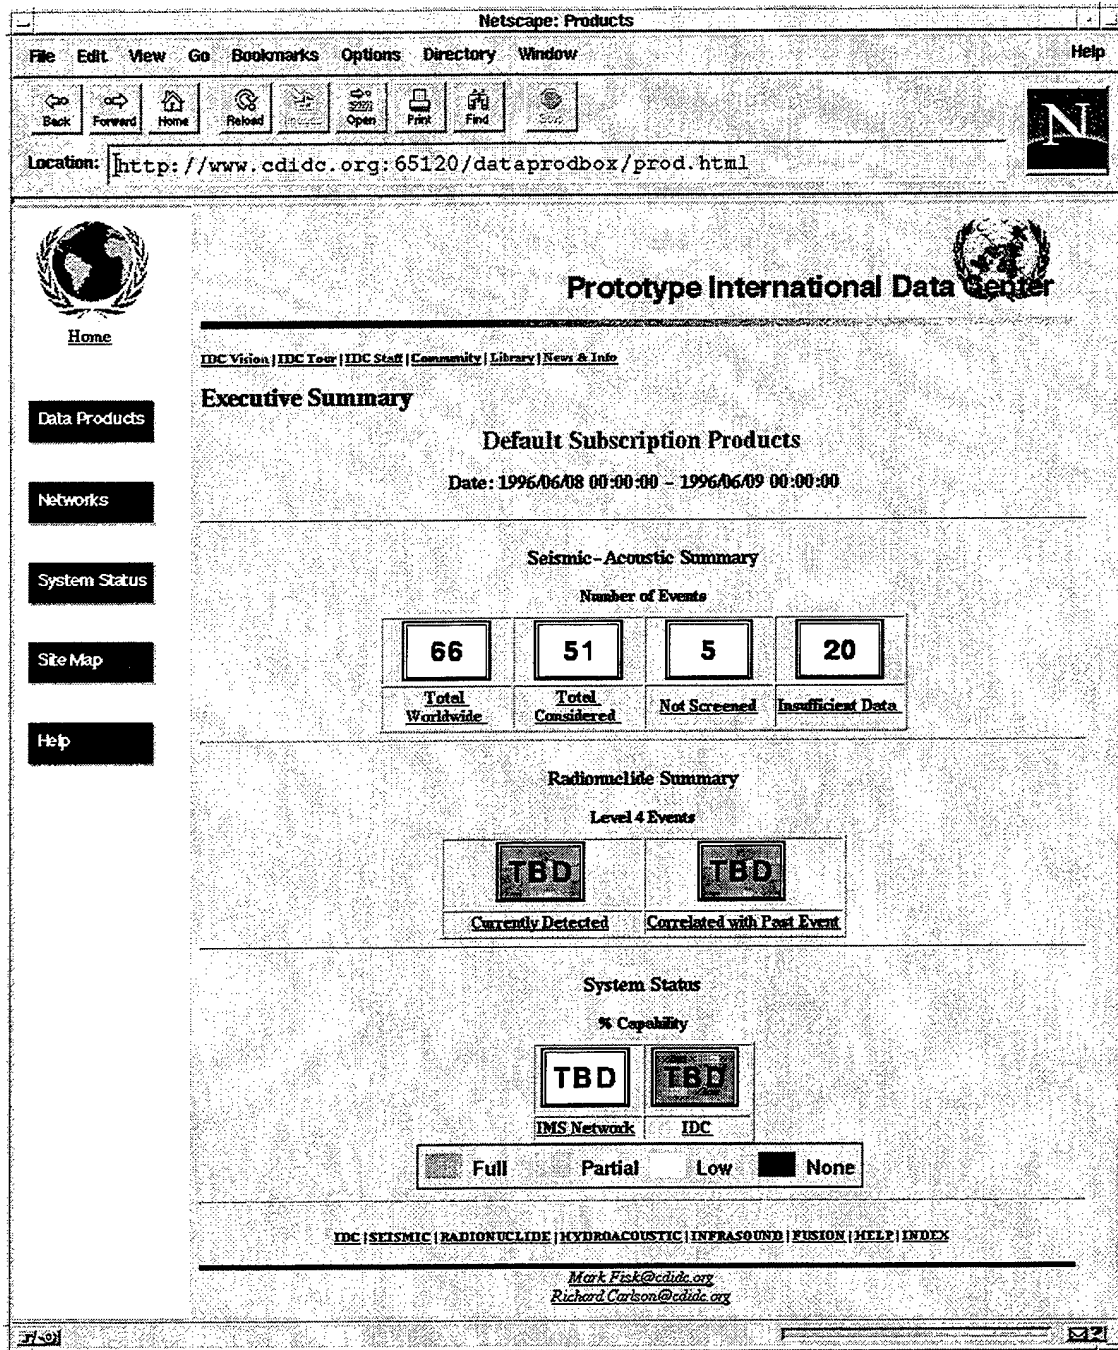 Netscape: Products
File Edit View Go Bookmarks Options Directory Window Help
Back Forward Home Reload Open Print Find
Location: http://www.cdidc.org:65120/dataprodbox/prod.html
N
Prototype International Data Center
Home
IDC Vision | IDC Tour | IDC Staff | Community | Library | News & Info
Executive Summary
Data Products
Default Subscription Products
Date: 1996/06/08 00:00:00 – 1996/06/09 00:00:00
Networks
Seismic-Acoustic Summary
System Status
Number of Events
66 51 5 20
Total Worldwide Total Considered Not Screened Insufficient Data
Site Map
Help
Radionuclide Summary
Level 4 Events
TBD TBD
Currently Detected Correlated with Past Event
System Status
% Capability
TBD TBD
IMS Network IDC
Full Partial Low None
IDC | SEISMIC | RADIONUCLIDE | HYDROACOUSTIC | INFRASOUND | FUSION | HELP | INDEX
Mark Fisk@cdidc.org
Richard Carlson@cdidc.org